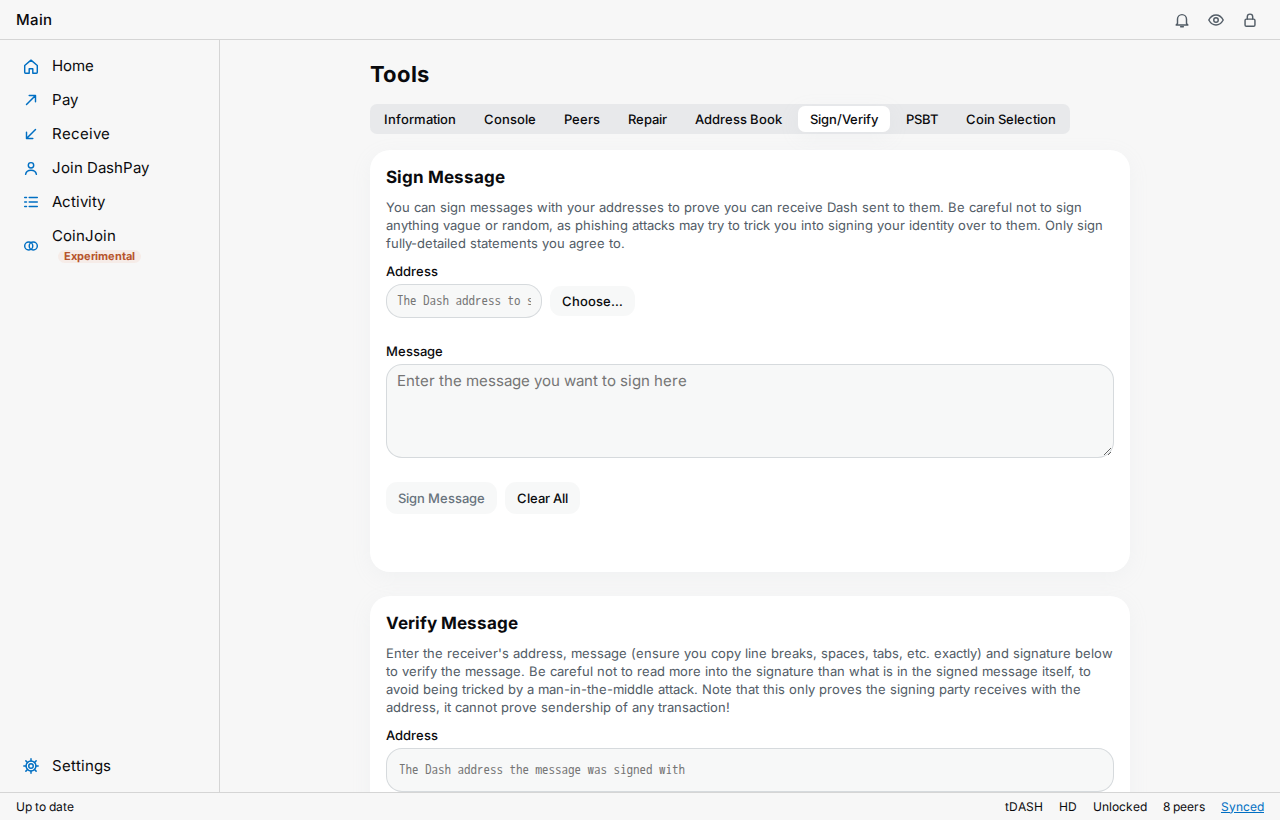 Main
Home
Pay
Receive
Join DashPay
Activity
CoinJoin
Experimental
Settings
Tools
Information Console Peers Repair Address Book Sign/Verify PSBT Coin Selection
Sign Message
You can sign messages with your addresses to prove you can receive Dash sent to them. Be careful not to sign
anything vague or random, as phishing attacks may try to trick you into signing your identity over to them. Only sign
fully-detailed statements you agree to.
Address
The Dash address to s
Choose...
Message
Enter the message you want to sign here
Sign Message Clear All
Verify Message
Enter the receiver's address, message (ensure you copy line breaks, spaces, tabs, etc. exactly) and signature below
to verify the message. Be careful not to read more into the signature than what is in the signed message itself, to
avoid being tricked by a man-in-the-middle attack. Note that this only proves the signing party receives with the
address, it cannot prove sendership of any transaction!
Address
The Dash address the message was signed with
Up to date
tDASH HD Unlocked 8 peers Synced